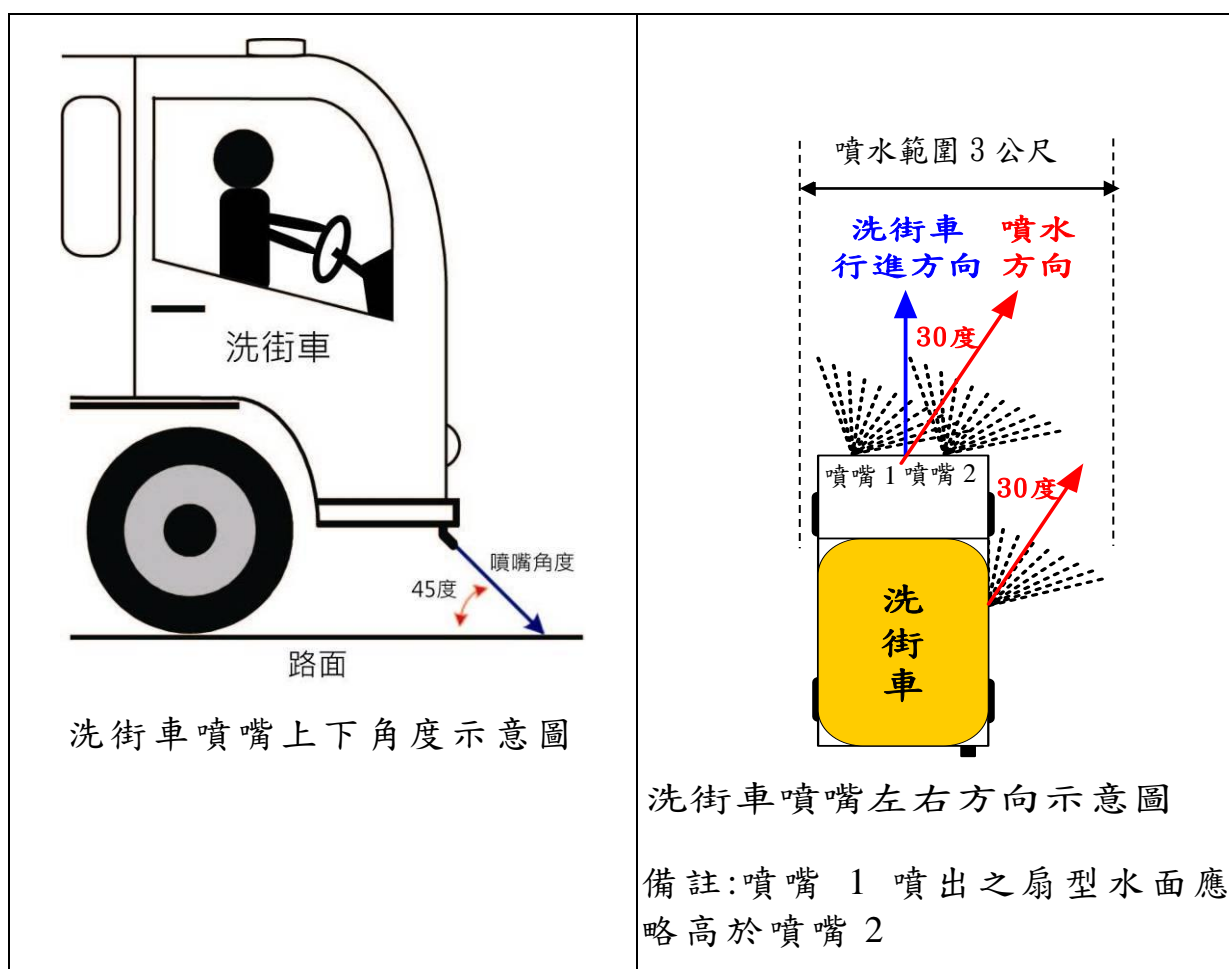 洗街車
噴嘴角度
45度
路面
洗街車噴嘴上下角度示意圖
噴水範圍3公尺
洗街車
行進方向
噴水
方向
30度
噴嘴1 噴嘴2
30度
洗
街
車
洗街車噴嘴左右方向示意圖
備註:噴嘴 1 噴出之扇型水面應
略高於噴嘴 2